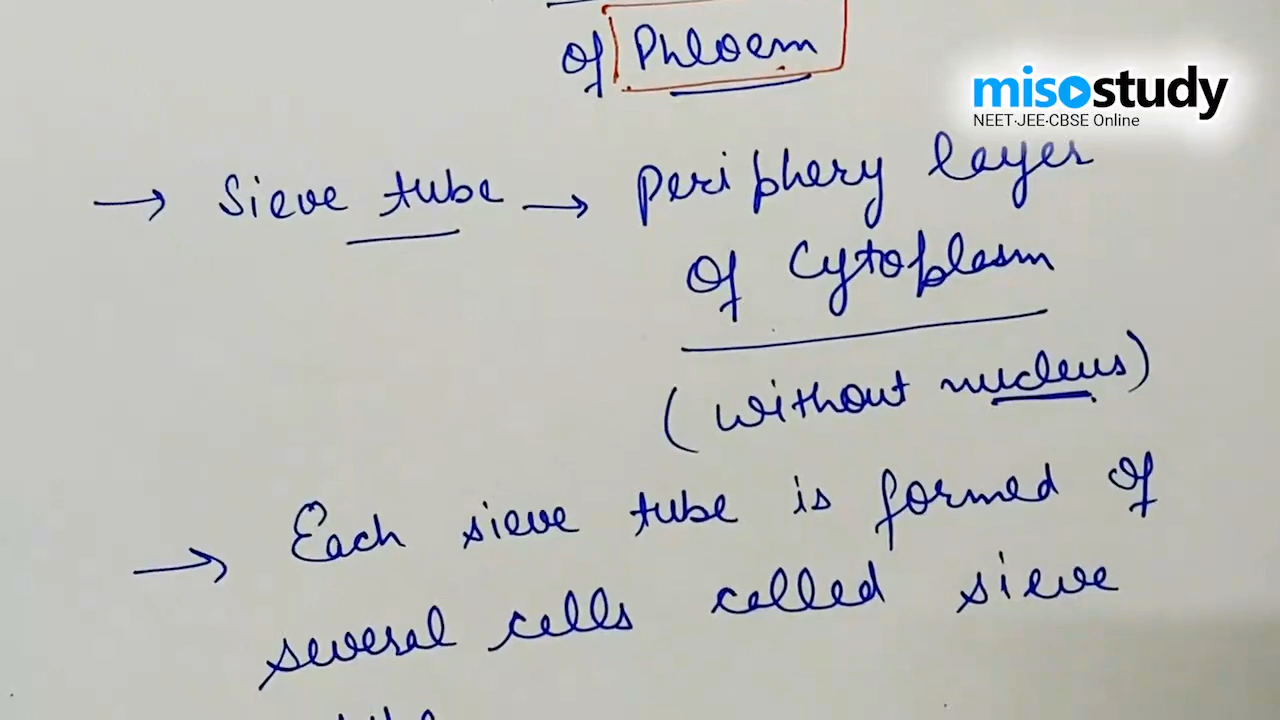 of Phloem
misostudy
NEET·JEE·CBSE Online
→ Sieve tube → Periphery layer
of Cytoplasm
(without nucleus)
→ Each sieve tube is formed of
several cells called sieve